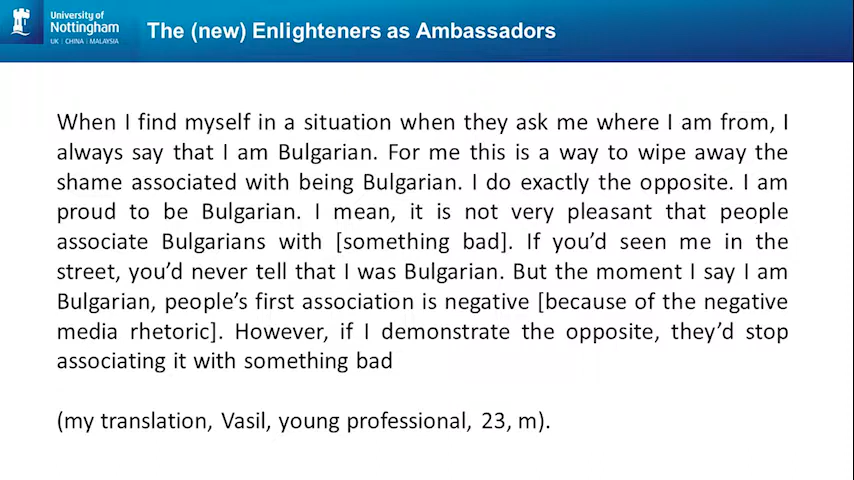 University of
Nottingham
UK | CHINA | MALAYSIA
The (new) Enlighteners as Ambassadors
When I find myself in a situation when they ask me where I am from, I
always say that I am Bulgarian. For me this is a way to wipe away the
shame associated with being Bulgarian. I do exactly the opposite. I am
proud to be Bulgarian. I mean, it is not very pleasant that people
associate Bulgarians with [something bad]. If you’d seen me in the
street, you’d never tell that I was Bulgarian. But the moment I say I am
Bulgarian, people’s first association is negative [because of the negative
media rhetoric]. However, if I demonstrate the opposite, they’d stop
associating it with something bad
(my translation, Vasil, young professional, 23, m).